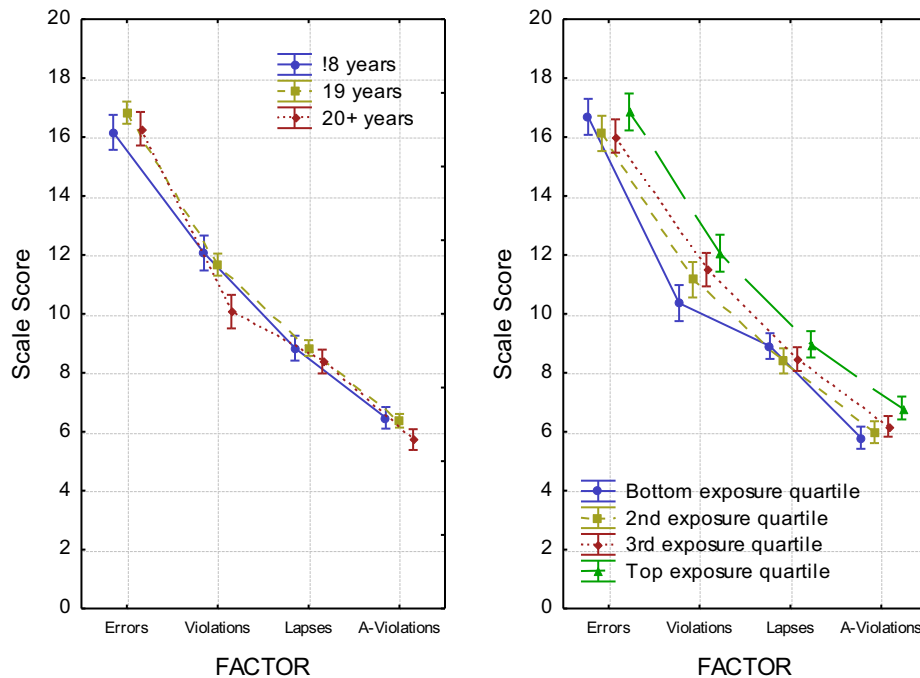 20
18
16
14
12
10
8
6
4
2
0
Scale Score
!8 years
19 years
20+ years
Errors Violations Lapses A-Violations
FACTOR
20
18
16
14
12
10
8
6
4
2
0
Scale Score
Bottom exposure quartile
2nd exposure quartile
3rd exposure quartile
Top exposure quartile
Errors Violations Lapses A-Violations
FACTOR